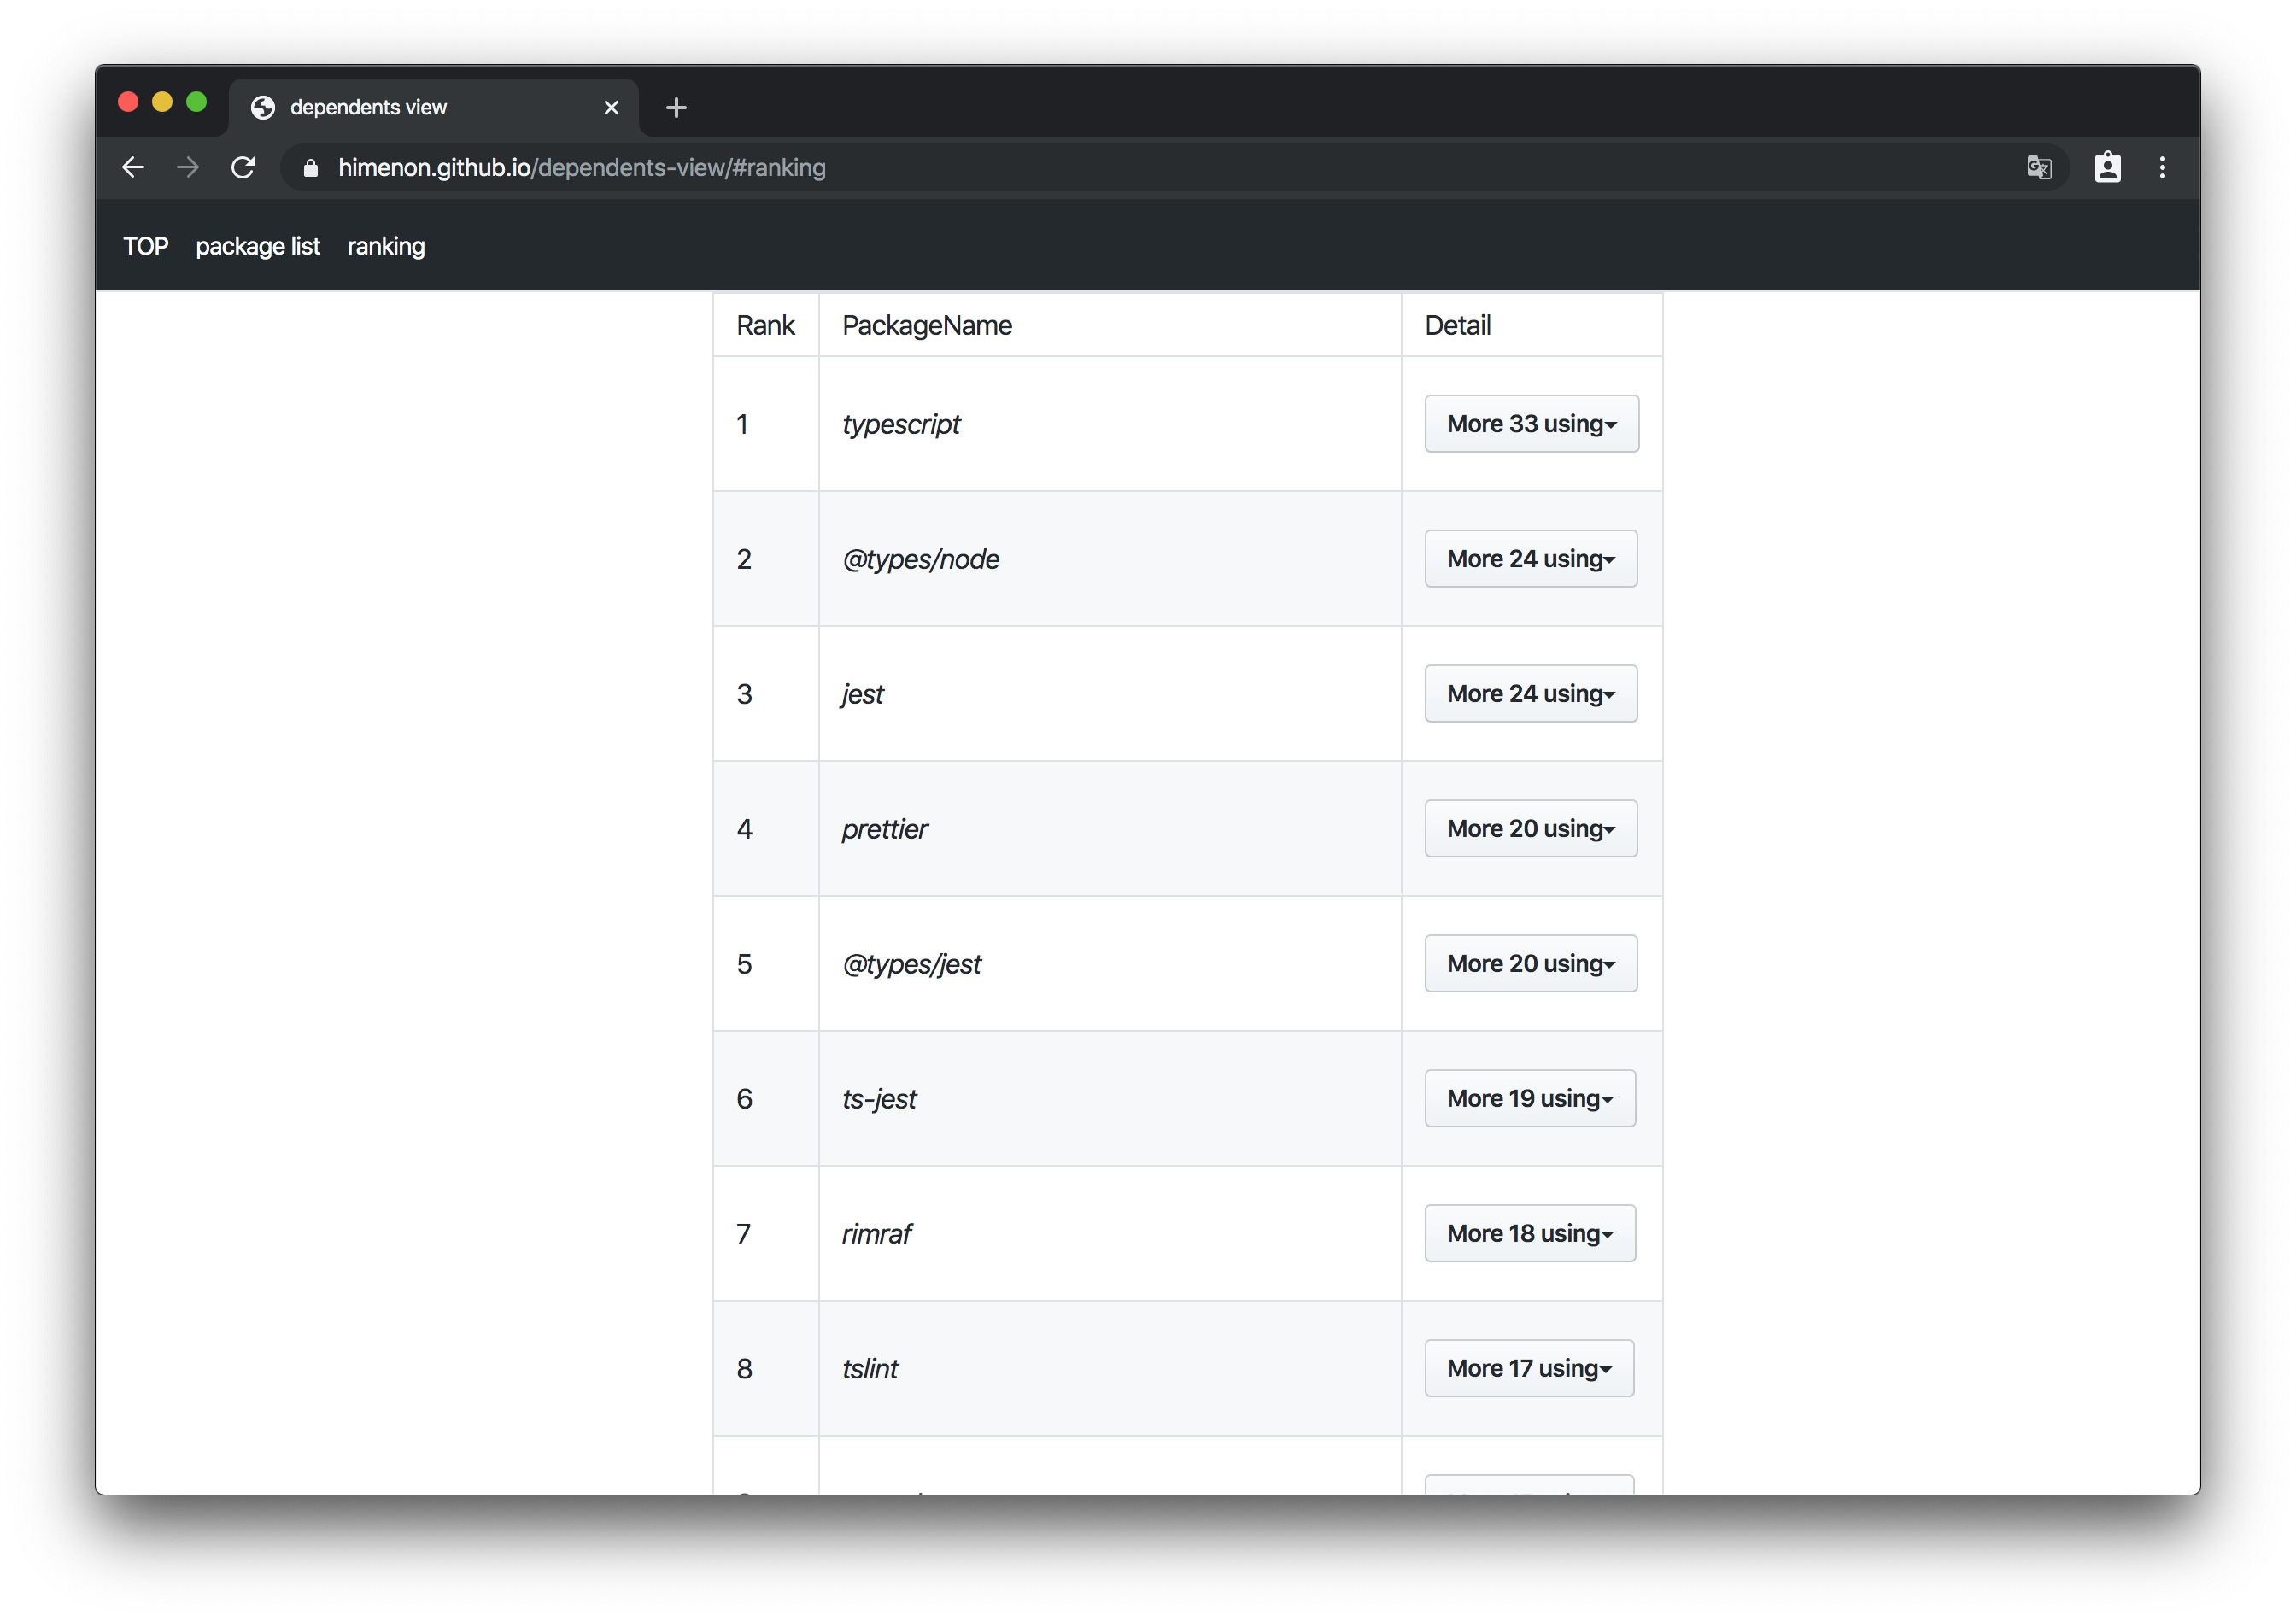 dependents view
himenon.github.io/dependents-view/#ranking
TOP package list ranking
Rank PackageName Detail
1 typescript More 33 using
2 @types/node More 24 using
3 jest More 24 using
4 prettier More 20 using
5 @types/jest More 20 using
6 ts-jest More 19 using
7 rimraf More 18 using
8 tslint More 17 using